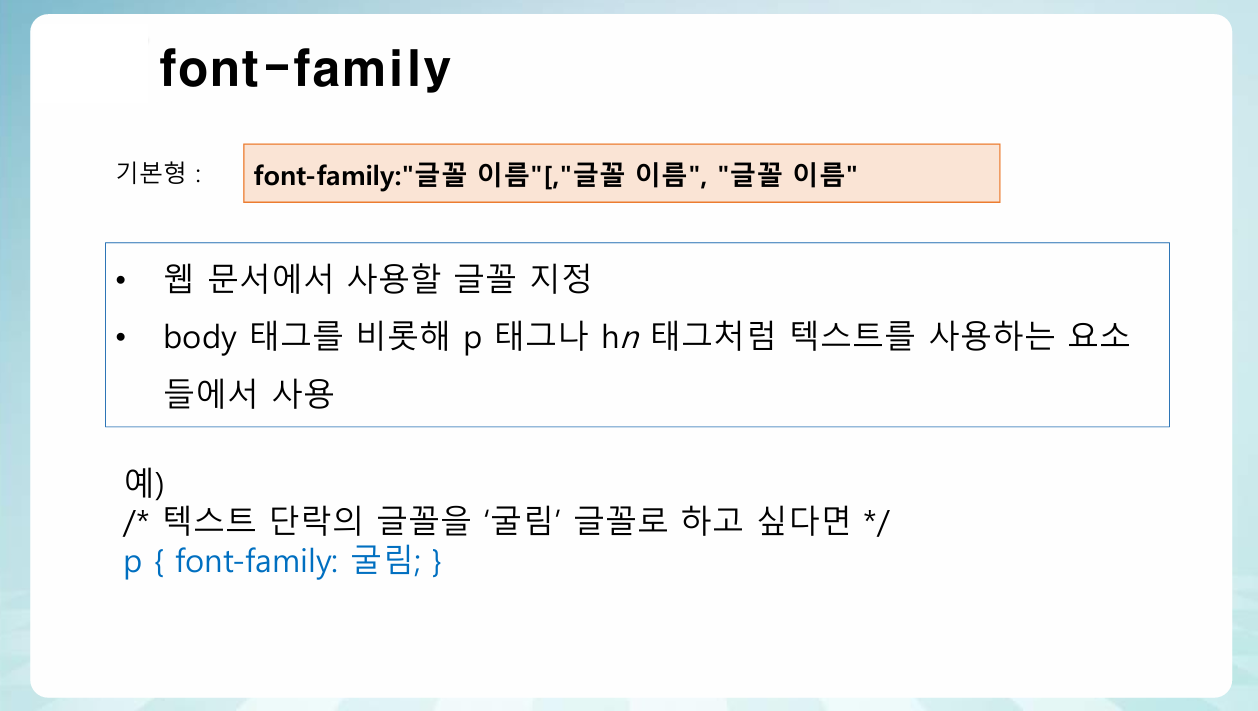 font-family
기본형 :
font-family:"글꼴 이름"[,"글꼴 이름", "글꼴 이름"
• 웹 문서에서 사용할 글꼴 지정
• body 태그를 비롯해 p 태그나 hn 태그처럼 텍스트를 사용하는 요소
들에서 사용
예)
/* 텍스트 단락의 글꼴을 ‘굴림’ 글꼴로 하고 싶다면 */
p { font-family: 굴림; }